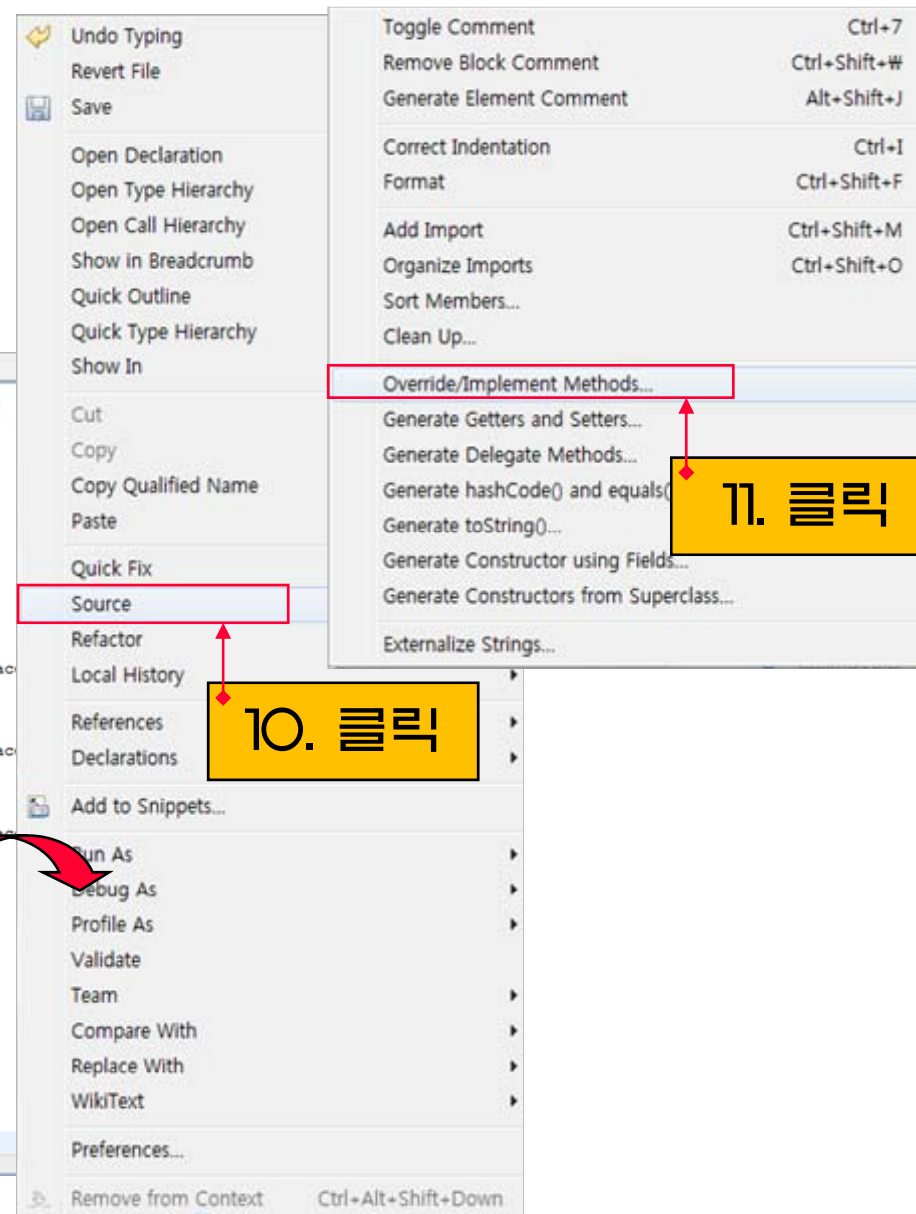 Undo Typing
Revert File
Save
Open Declaration
Open Type Hierarchy
Open Call Hierarchy
Show in Breadcrumb
Quick Outline
Quick Type Hierarchy
Show In
Cut
Copy
Copy Qualified Name
Paste
Quick Fix
Source
Refactor
Local History
References
Declarations
Add to Snippets...
Run As
Debug As
Profile As
Validate
Team
Compare With
Replace With
WikiText
Preferences...
Remove from Context Ctrl+Alt+Shift+Down
Toggle Comment Ctrl+7
Remove Block Comment Ctrl+Shift+₩
Generate Element Comment Alt+Shift+J
Correct Indentation Ctrl+I
Format Ctrl+Shift+F
Add Import Ctrl+Shift+M
Organize Imports Ctrl+Shift+O
Sort Members...
Clean Up...
Override/Implement Methods...
Generate Getters and Setters...
Generate Delegate Methods...
Generate hashCode() and equals(
Generate toString()...
Generate Constructor using Fields...
Generate Constructors from Superclass...
Externalize Strings...
10. 클릭
11. 클릭